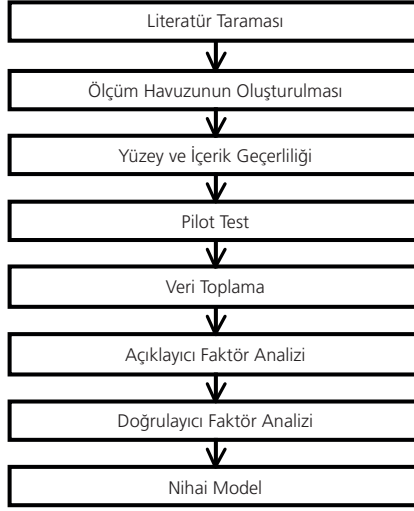 Literatür Taraması
Ölçüm Havuzunun Oluşturulması
Yüzey ve İçerik Geçerliliği
Pilot Test
Veri Toplama
Açıklayıcı Faktör Analizi
Doğrulayıcı Faktör Analizi
Nihai Model